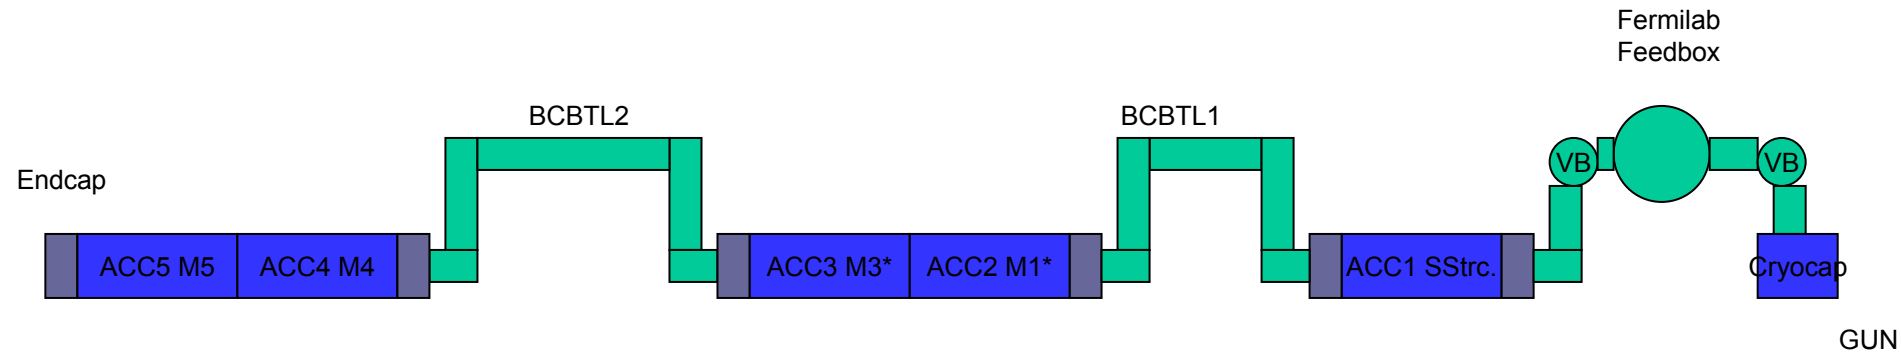 Fermilab
Feedbox
BCBTL2
BCBTL1
VB
VB
Endcap
ACC5 M5
ACC4 M4
ACC3 M3*
ACC2 M1*
ACC1 SStrc.
Cryocap
GUN